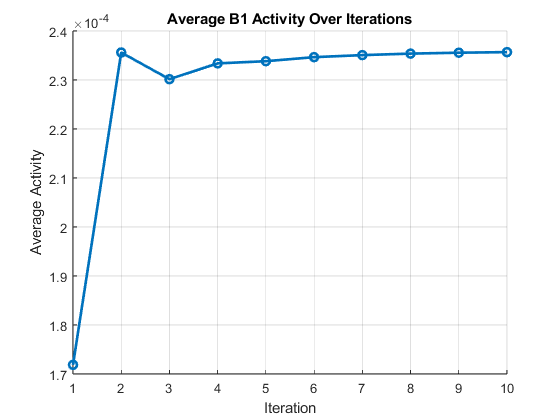 Average B1 Activity Over Iterations
×10⁻⁴
2.4
2.3
2.2
2.1
2
1.9
1.8
1.7
Average Activity
1 2 3 4 5 6 7 8 9 10
Iteration